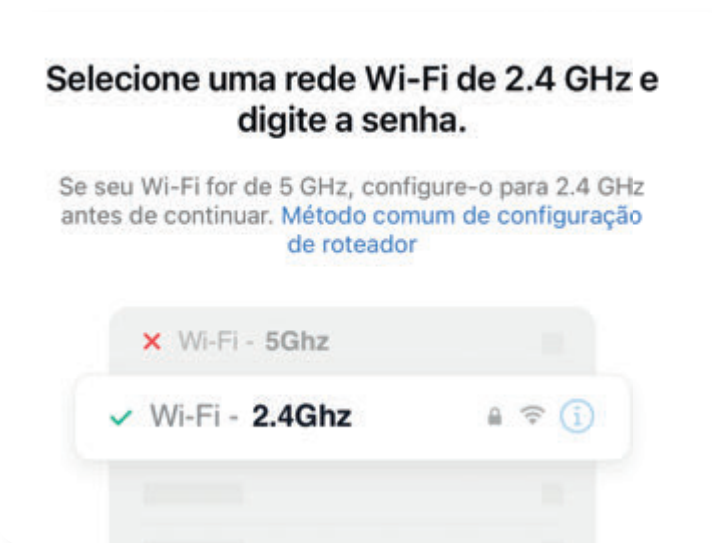 Selecione uma rede Wi-Fi de 2.4 GHz e
digite a senha.
Se seu Wi-Fi for de 5 GHz, configure-o para 2.4 GHz
antes de continuar. Método comum de configuração
de roteador
Wi-Fi - 5Ghz
Wi-Fi - 2.4Ghz